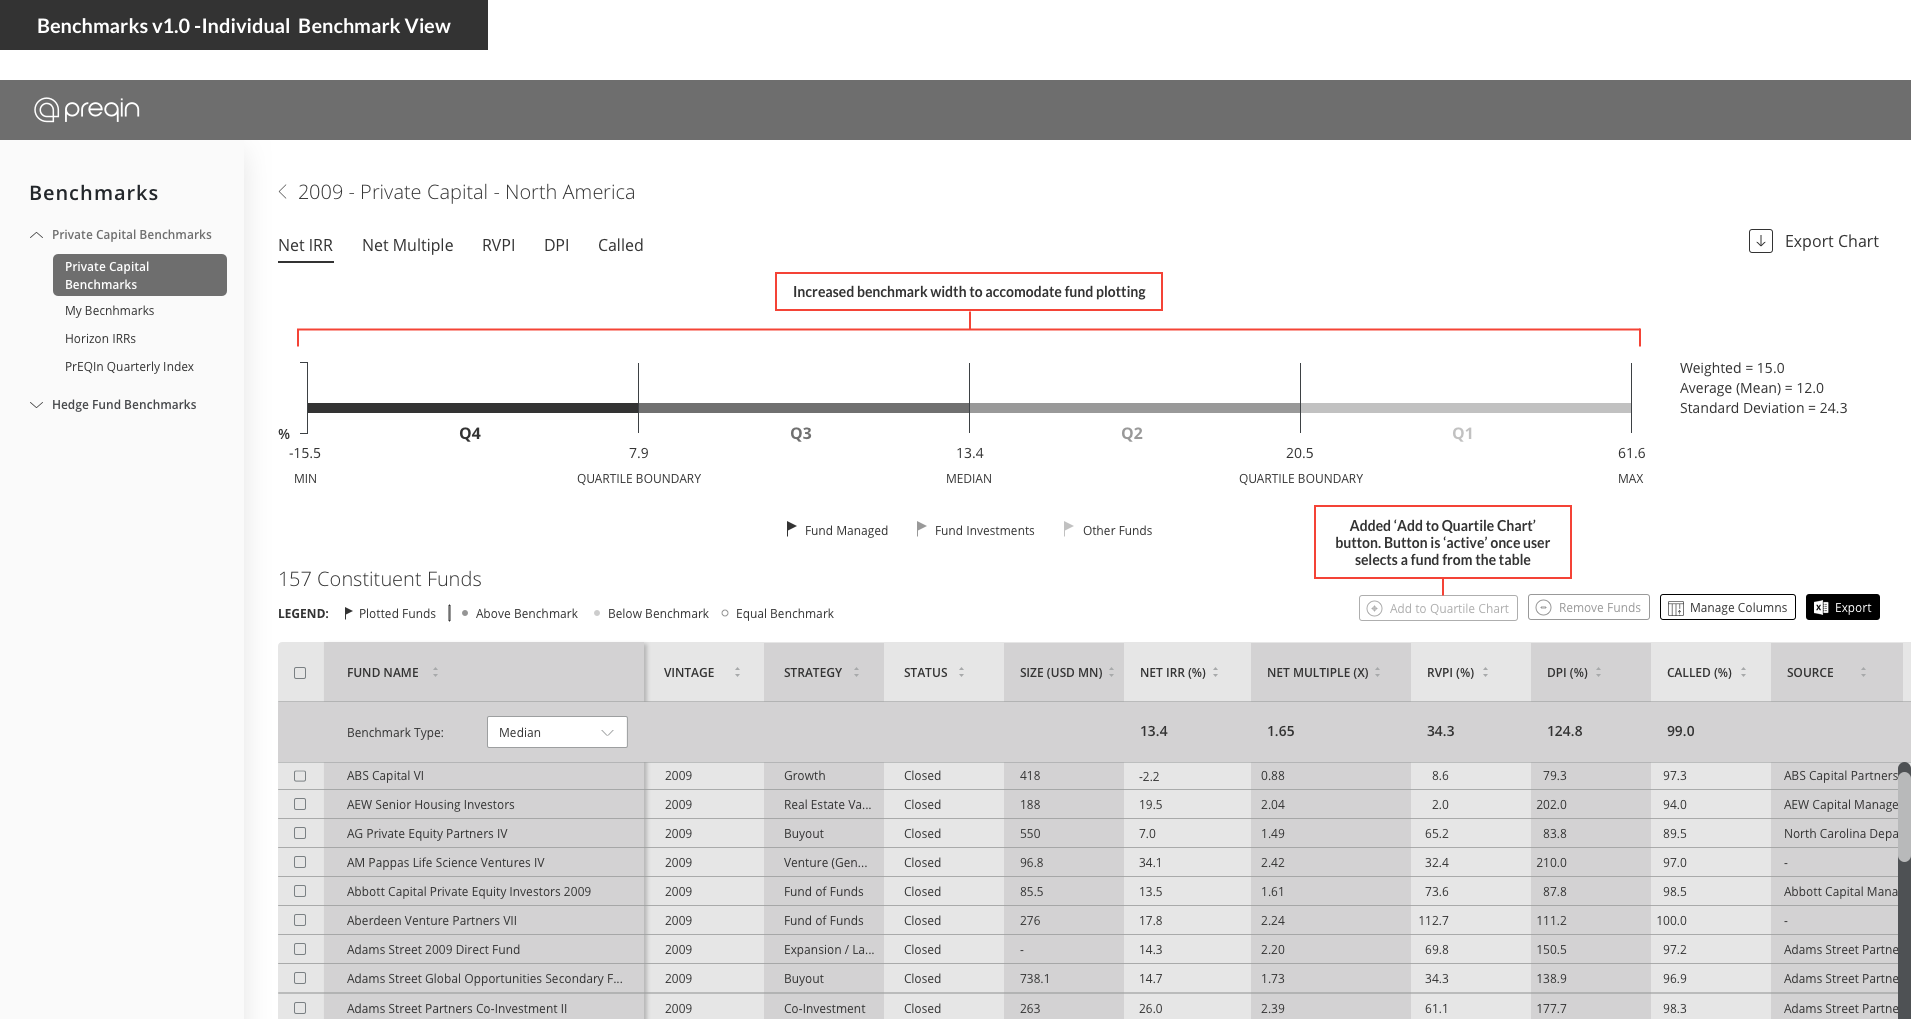 Benchmarks v1.0 -Individual Benchmark View
preqin
Benchmarks
Private Capital Benchmarks
Private Capital
Benchmarks
My Becnhmarks
Horizon IRRs
PrEQIn Quarterly Index
Hedge Fund Benchmarks
2009 - Private Capital - North America
Net IRR Net Multiple RVPI DPI Called
Export Chart
Increased benchmark width to accomodate fund plotting
Weighted = 15.0
Average (Mean) = 12.0
Standard Deviation = 24.3
% Q4 Q3 Q2 Q1
-15.5 7.9 13.4 20.5 61.6
MIN QUARTILE BOUNDARY MEDIAN QUARTILE BOUNDARY MAX
Fund Managed Fund Investments Other Funds
Added ‘Add to Quartile Chart’
button. Button is ‘active’ once user
selects a fund from the table
157 Constituent Funds
LEGEND: Plotted Funds Above Benchmark Below Benchmark Equal Benchmark
Add to Quartile Chart Remove Funds Manage Columns Export
FUND NAME VINTAGE STRATEGY STATUS SIZE (USD MN) NET IRR (%) NET MULTIPLE (X) RVPI (%) DPI (%) CALLED (%) SOURCE
Benchmark Type: Median 13.4 1.65 34.3 124.8 99.0
ABS Capital VI 2009 Growth Closed 418 -2.2 0.88 8.6 79.3 97.3 ABS Capital Partners
AEW Senior Housing Investors 2009 Real Estate Va... Closed 188 19.5 2.04 2.0 202.0 94.0 AEW Capital Manage
AG Private Equity Partners IV 2009 Buyout Closed 550 7.0 1.49 65.2 83.8 89.5 North Carolina Depa
AM Pappas Life Science Ventures IV 2009 Venture (Gen... Closed 96.8 34.1 2.42 32.4 210.0 97.0 -
Abbott Capital Private Equity Investors 2009 2009 Fund of Funds Closed 85.5 13.5 1.61 73.6 87.8 98.5 Abbott Capital Mana
Aberdeen Venture Partners VII 2009 Fund of Funds Closed 276 17.8 2.24 112.7 111.2 100.0 -
Adams Street 2009 Direct Fund 2009 Expansion / La... Closed - 14.3 2.20 69.8 150.5 97.2 Adams Street Partne
Adams Street Global Opportunities Secondary F... 2009 Buyout Closed 738.1 14.7 1.73 34.3 138.9 96.9 Adams Street Partne
Adams Street Partners Co-Investment II 2009 Co-Investment Closed 263 26.0 2.39 61.1 177.7 98.3 Adams Street Partne